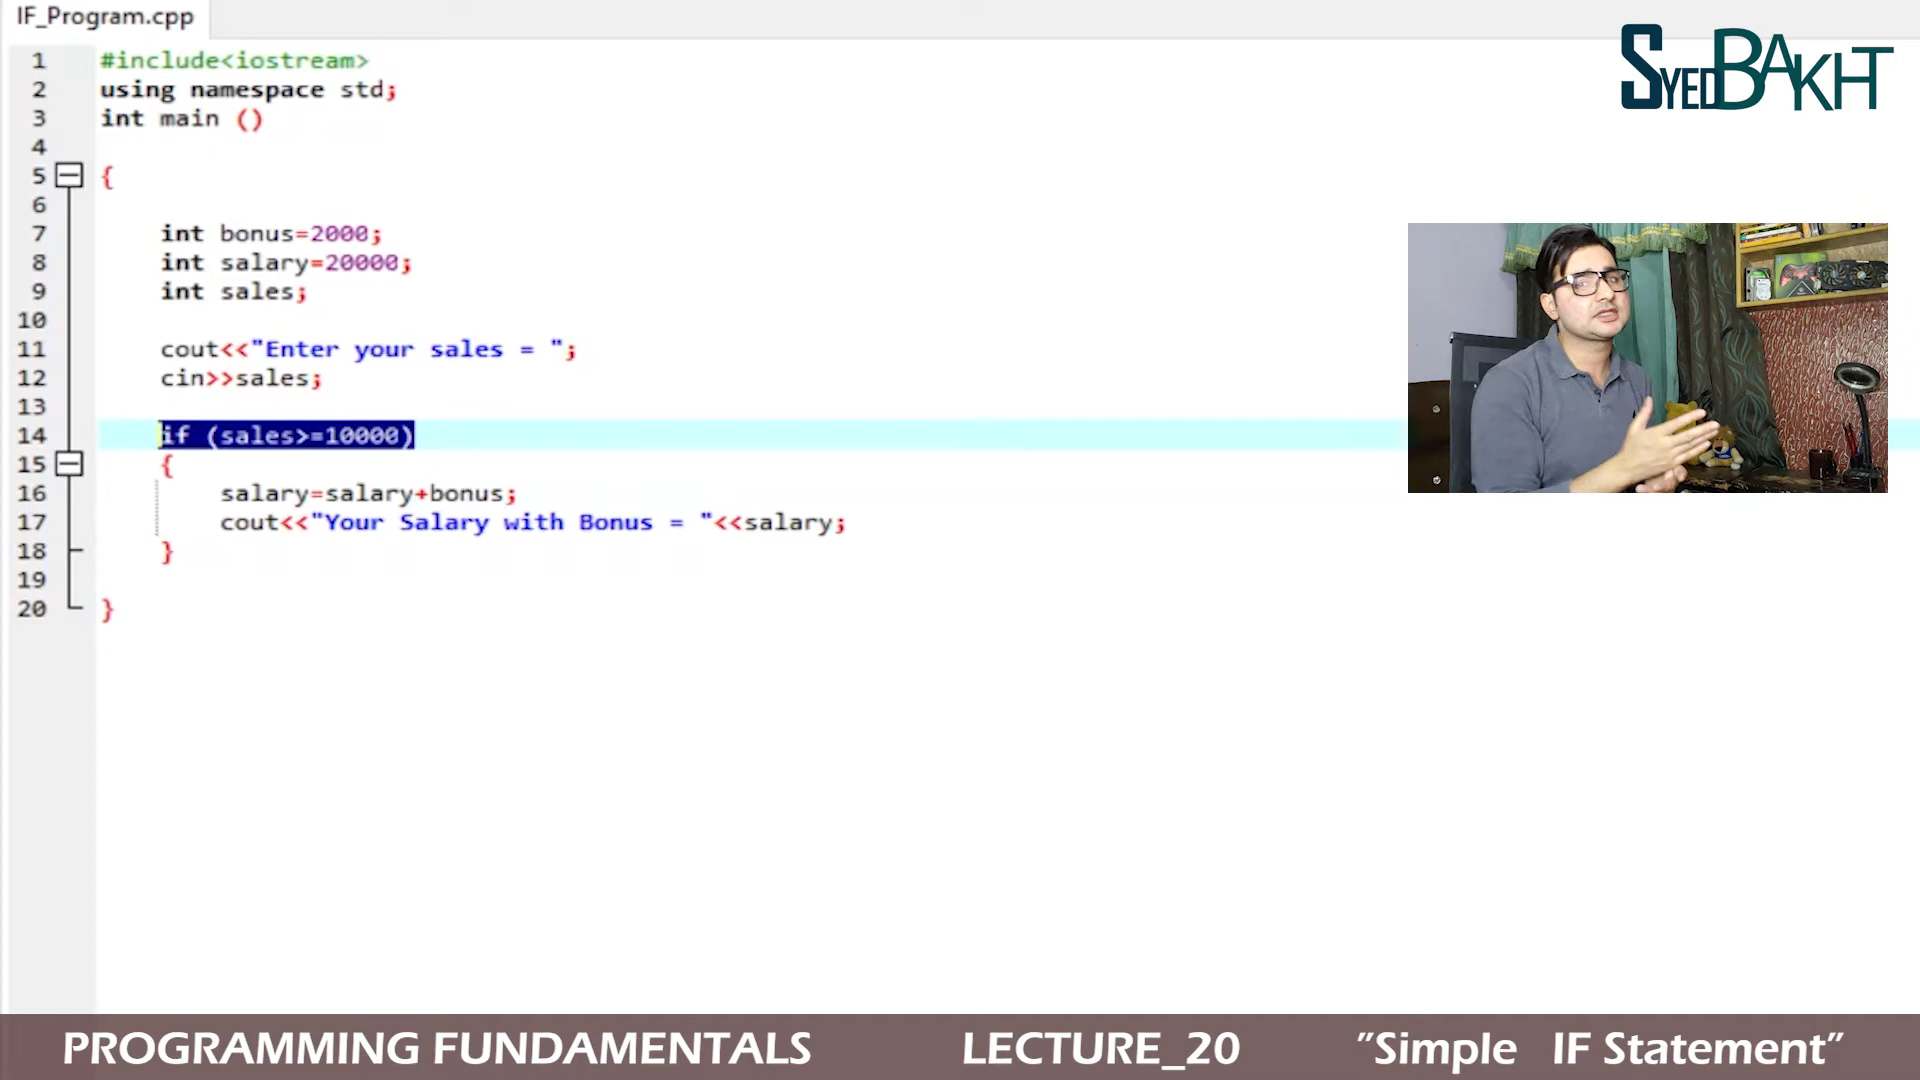 IF_Program.cpp
SYEDBAKHT
1 #include<iostream>
2 using namespace std;
3 int main ()
4
5 {
6
7 int bonus=2000;
8 int salary=20000;
9 int sales;
10
11 cout<<"Enter your sales = ";
12 cin>>sales;
13
14 if (sales>=10000)
15 {
16 salary=salary+bonus;
17 cout<<"Your Salary with Bonus = "<<salary;
18 }
19
20 }
PROGRAMMING FUNDAMENTALS LECTURE_20 "Simple IF Statement"